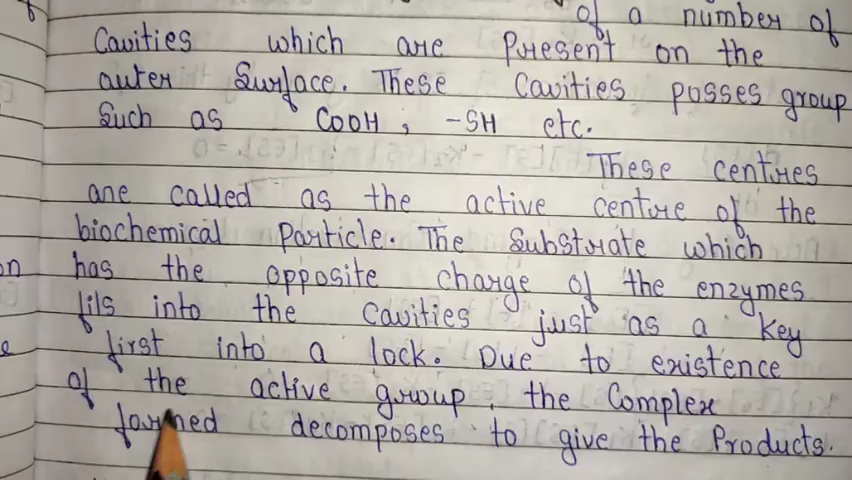 of a number of
Cavities which are present on the
outer Surface. These Cavities posses group
Such as COOH, -SH etc.
These centres
are called as the active centre of the
biochemical Particle. The Substrate which
has the opposite charge of the enzymes
fits into the cavities just as a key
first into a lock. Due to existence
of the active group, the Complex
formed decomposes to give the Products.